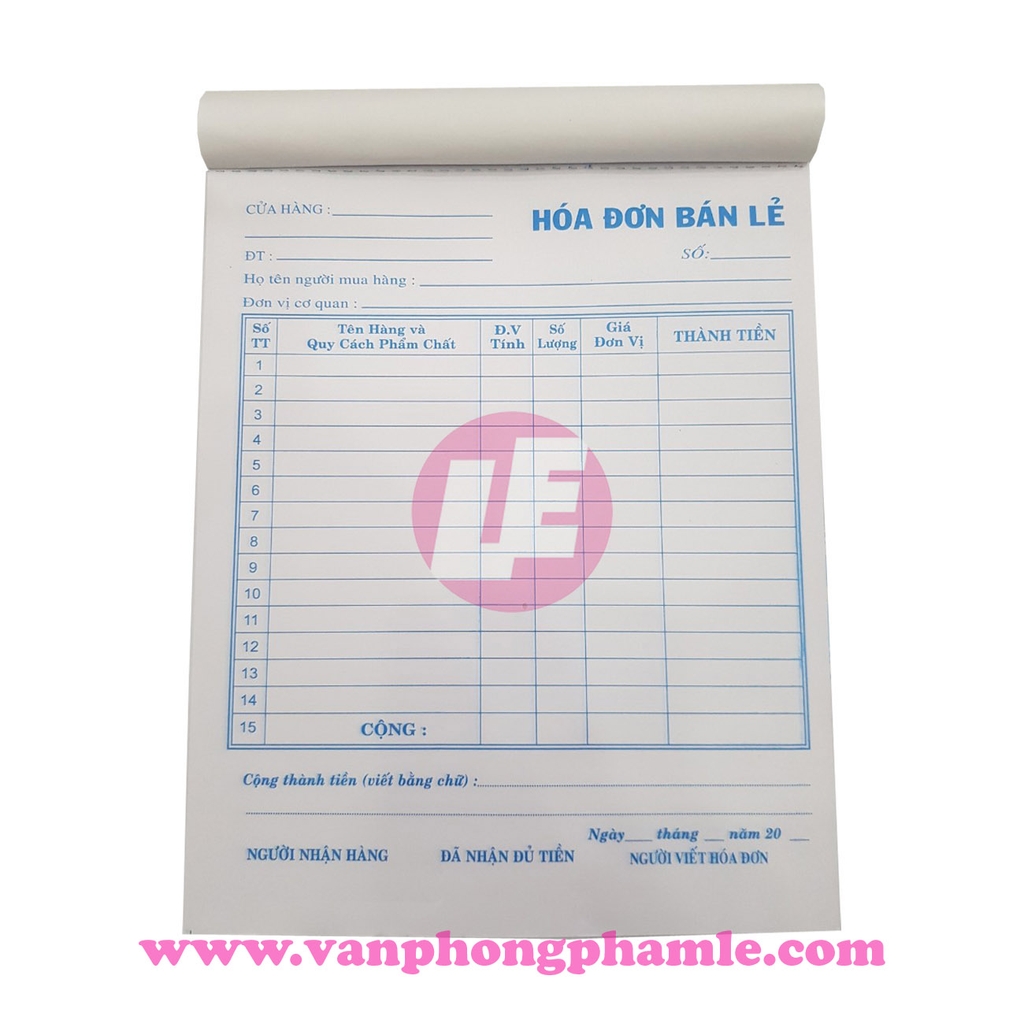 CỬA HÀNG :
HÓA ĐƠN BÁN LẺ
ĐT :
SỐ:
Họ tên người mua hàng :
Đơn vị cơ quan :
Số TT
Tên Hàng và Quy Cách Phẩm Chất
Đ.V Tính
Số Lượng
Giá Đơn Vị
THÀNH TIỀN
1
2
3
4
5
6
7
8
9
10
11
12
13
14
15 CỘNG :
LE
Cộng thành tiền (viết bằng chữ) :
Ngày tháng năm 20
NGƯỜI NHẬN HÀNG ĐÃ NHẬN ĐỦ TIỀN NGƯỜI VIẾT HÓA ĐƠN
www.vanphongphamle.com